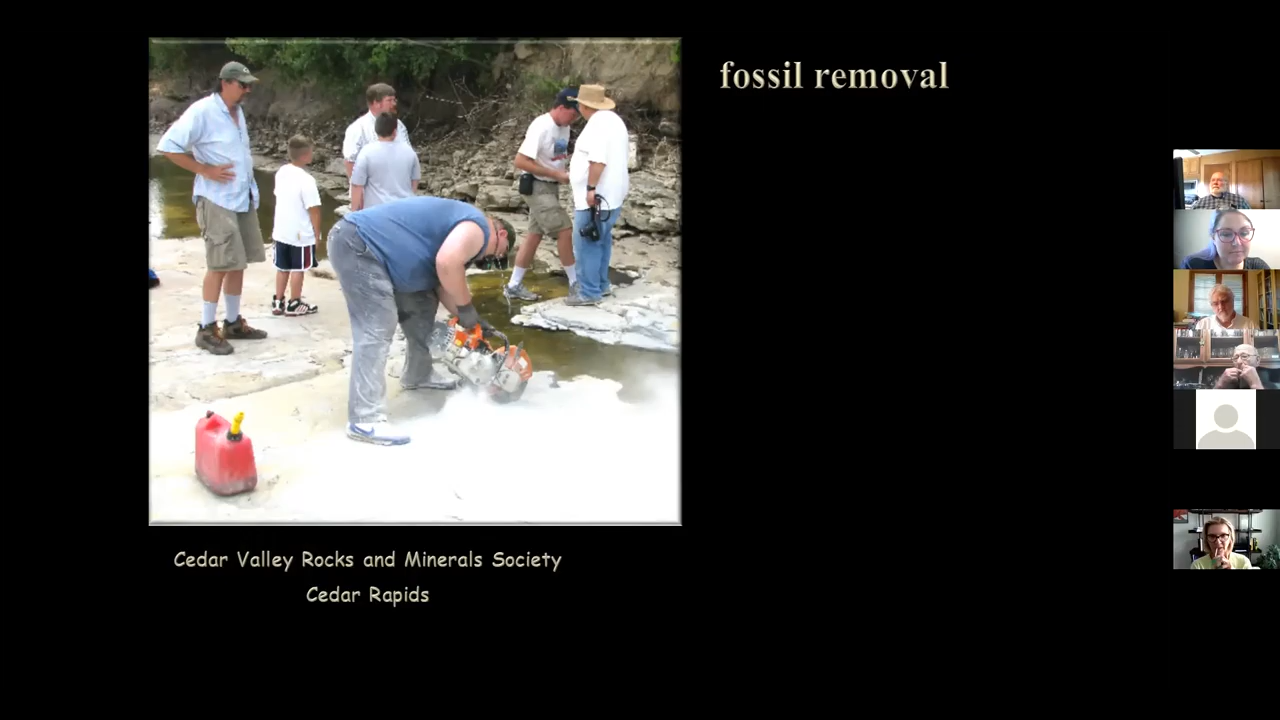 fossil removal
Cedar Valley Rocks and Minerals Society
Cedar Rapids